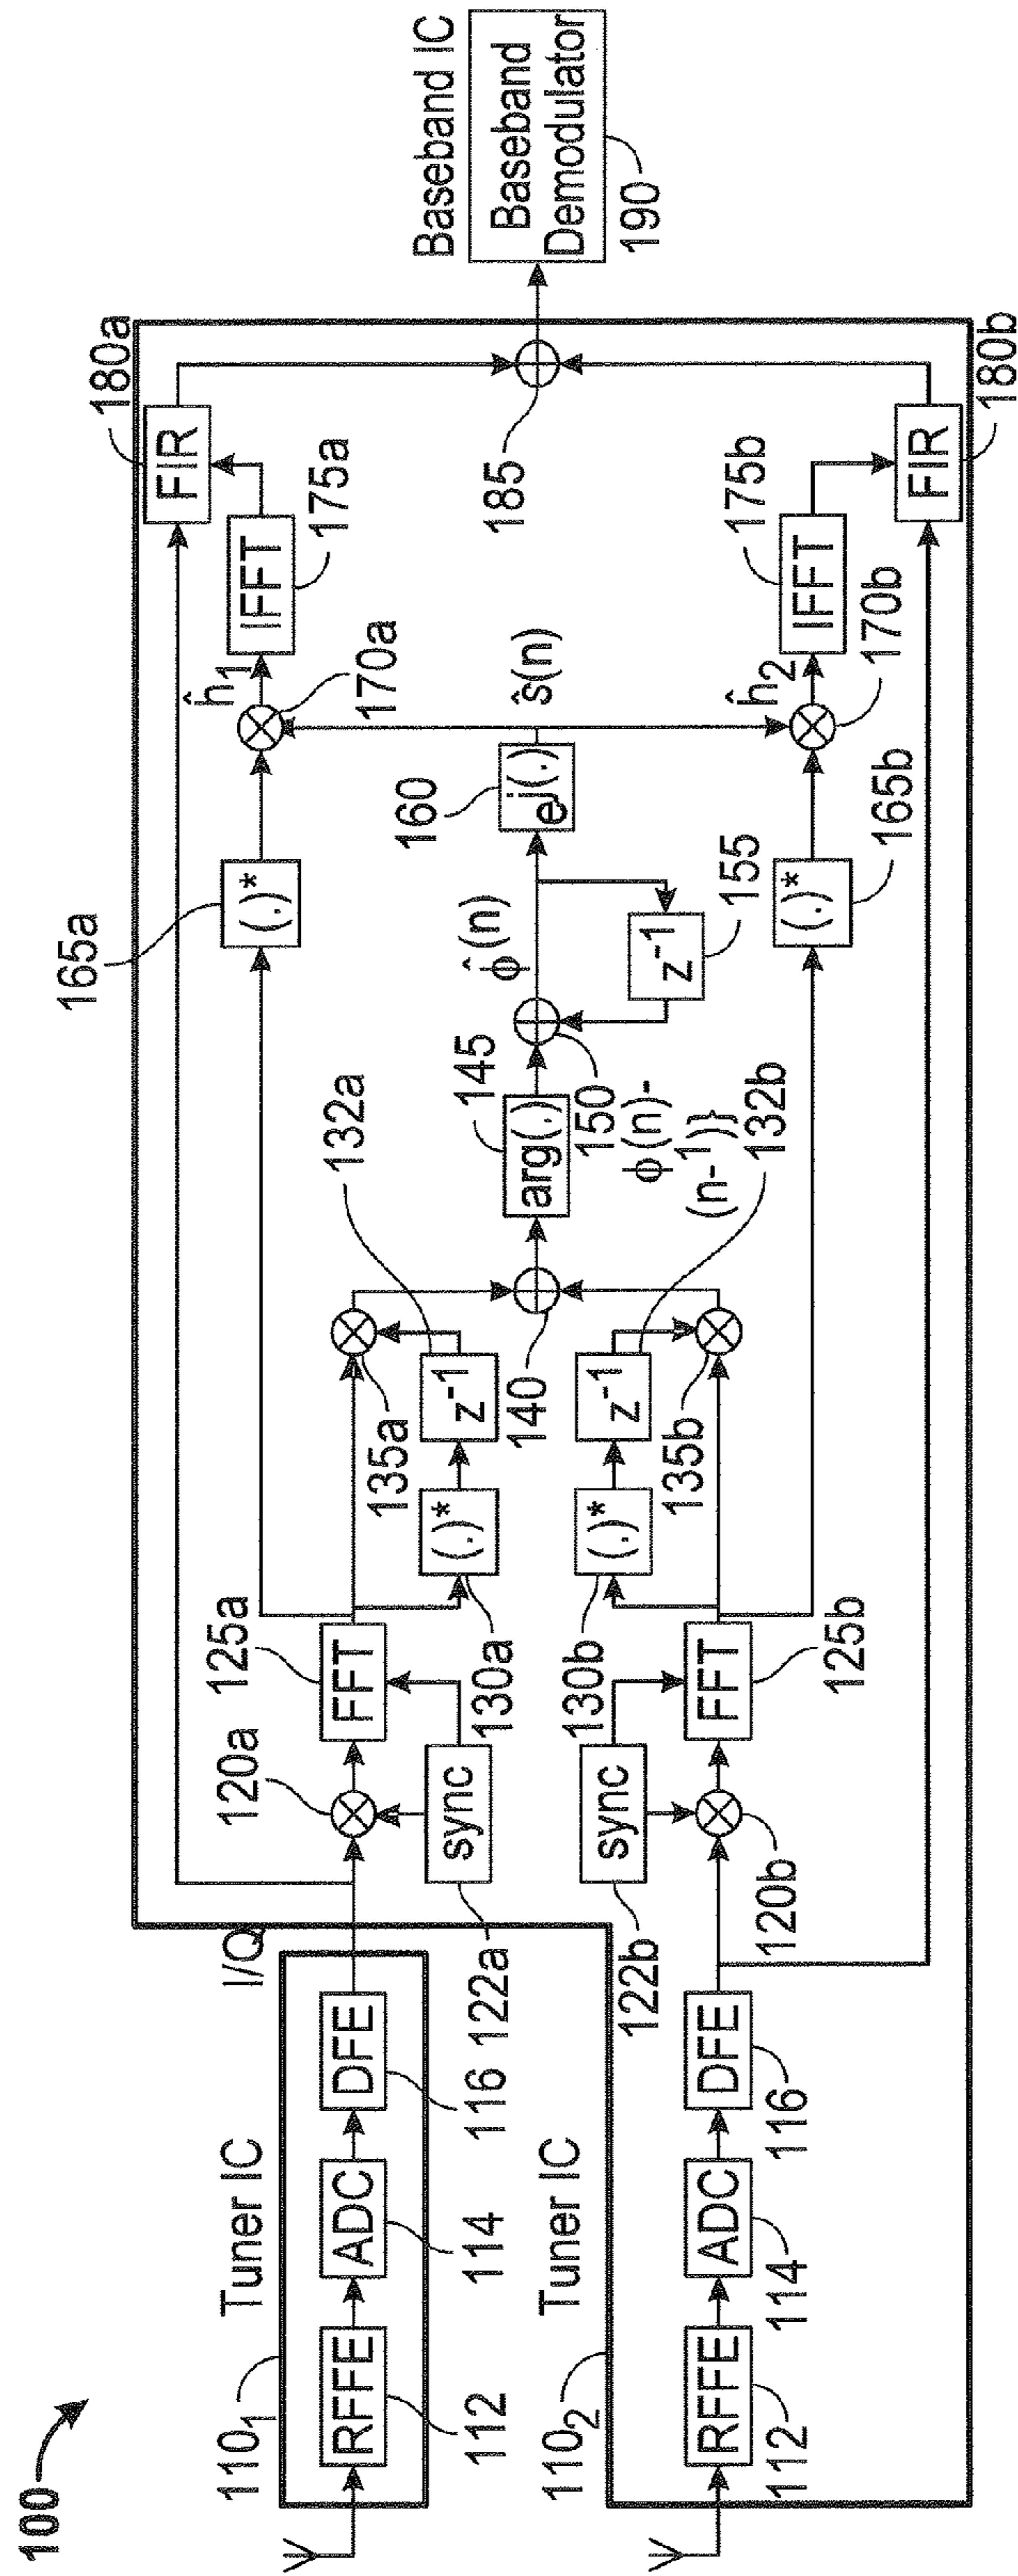 100
Tuner IC
110₁
RFFE
112
ADC
114
DFE
116
I/Q
120a
sync
122a
FFT
125a
(.)*
130a
z⁻¹
132a
135a
140
165a
(.)*
ĥ₁
170a
IFFT
175a
FIR
180a
arg(.)
145
150
ϕ(n)-
ϕ
(n-1)}
ϕ̂(n)
z⁻¹
155
e^j(.)
160
ŝ(n)
185
Baseband IC
Baseband
Demodulator
190
Tuner IC
110₂
RFFE
112
ADC
114
DFE
116
120b
sync
122b
FFT
125b
(.)*
130b
z⁻¹
132b
135b
(.)*
165b
ĥ₂
170b
IFFT
175b
FIR
180b